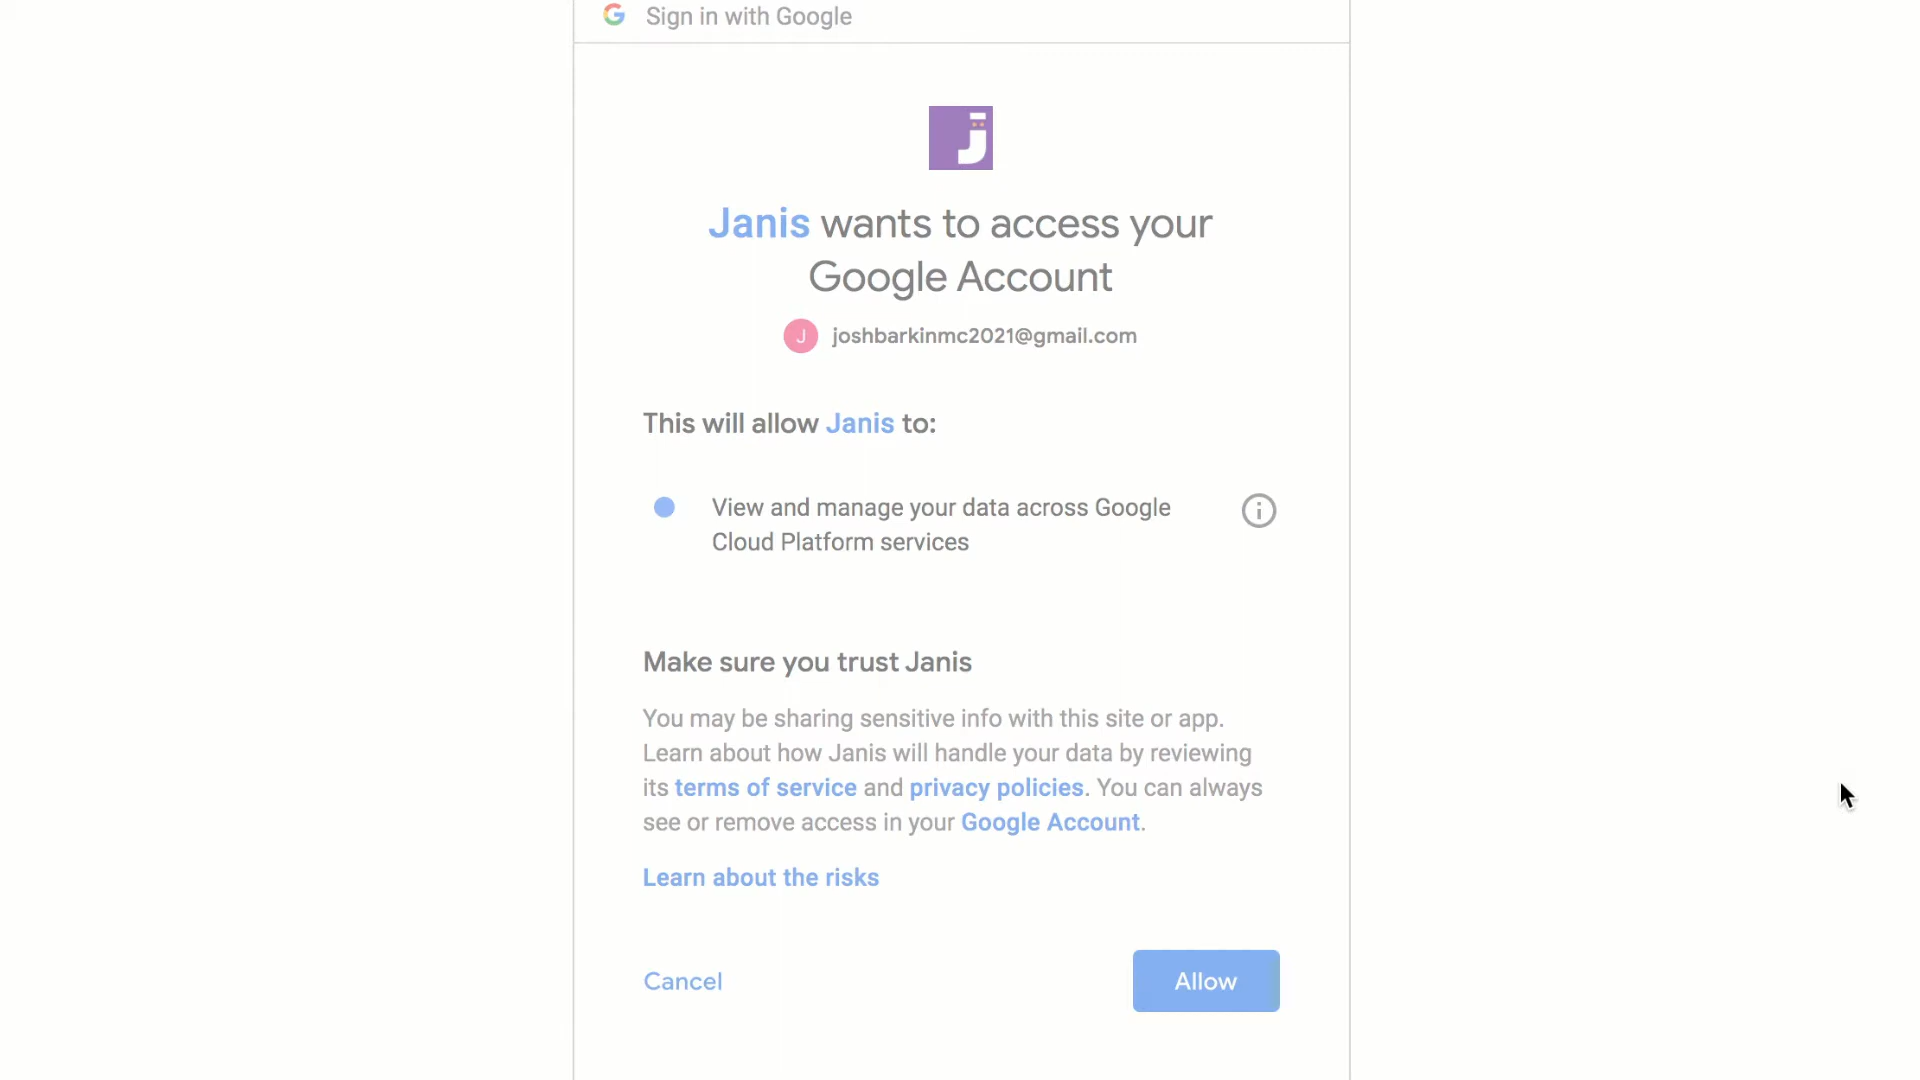 Sign in with Google
Janis wants to access your
Google Account
J joshbarkinmc2021@gmail.com
This will allow Janis to:
View and manage your data across Google
Cloud Platform services
Make sure you trust Janis
You may be sharing sensitive info with this site or app.
Learn about how Janis will handle your data by reviewing
its terms of service and privacy policies. You can always
see or remove access in your Google Account.
Learn about the risks
Cancel Allow